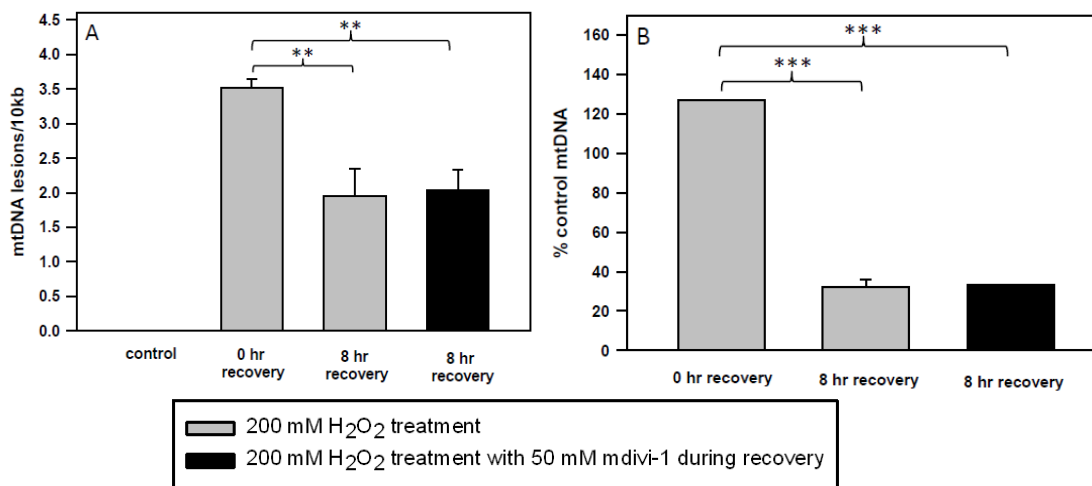 A
mtDNA lesions/10kb
4.5
4.0
3.5
3.0
2.5
2.0
1.5
1.0
0.5
0.0
**
**
control
0 hr
recovery
8 hr
recovery
8 hr
recovery
B
% control mtDNA
160
140
120
100
80
60
40
20
0
***
***
0 hr recovery
8 hr recovery
8 hr recovery
200 mM H₂O₂ treatment
200 mM H₂O₂ treatment with 50 mM mdivi-1 during recovery